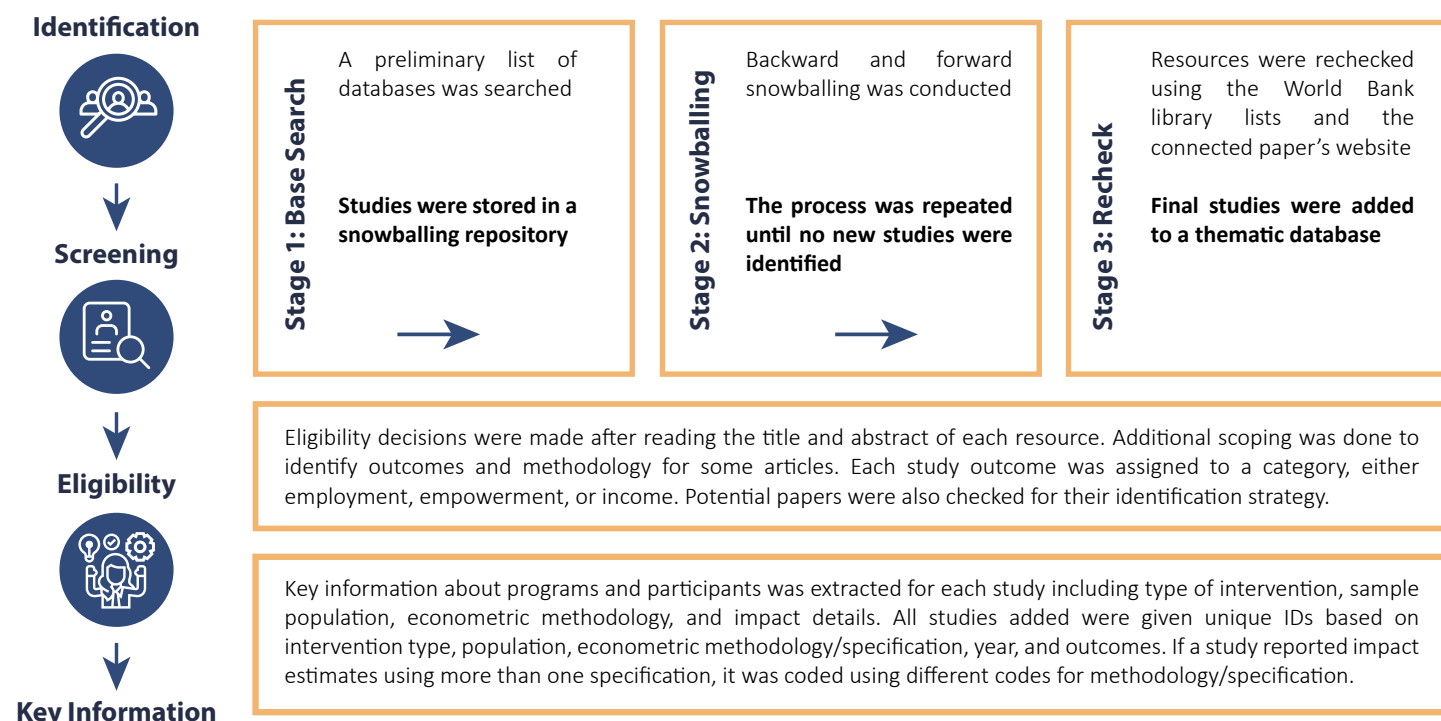 Identification
Screening
Eligibility
Key Information
Stage 1: Base Search
A preliminary list of
databases was searched
Studies were stored in a
snowballing repository
Stage 2: Snowballing
Backward and forward
snowballing was conducted
The process was repeated
until no new studies were
identified
Stage 3: Recheck
Resources were rechecked
using the World Bank
library lists and the
connected paper’s website
Final studies were added
to a thematic database
Eligibility decisions were made after reading the title and abstract of each resource. Additional scoping was done to
identify outcomes and methodology for some articles. Each study outcome was assigned to a category, either
employment, empowerment, or income. Potential papers were also checked for their identification strategy.
Key information about programs and participants was extracted for each study including type of intervention, sample
population, econometric methodology, and impact details. All studies added were given unique IDs based on
intervention type, population, econometric methodology/specification, year, and outcomes. If a study reported impact
estimates using more than one specification, it was coded using different codes for methodology/specification.